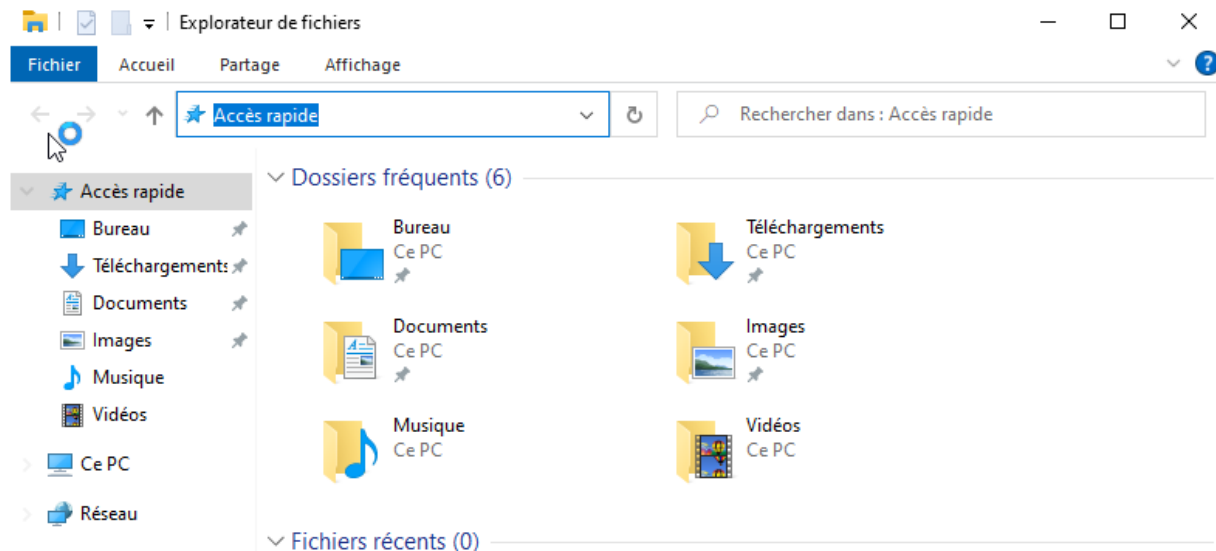 Explorateur de fichiers
Fichier Accueil Partage Affichage ?
Accès rapide Rechercher dans : Accès rapide
Accès rapide
Bureau
Téléchargements
Documents
Images
Musique
Vidéos
Ce PC
Réseau
Dossiers fréquents (6)
Bureau
Ce PC
Téléchargements
Ce PC
Documents
Ce PC
Images
Ce PC
Musique
Ce PC
Vidéos
Ce PC
Fichiers récents (0)